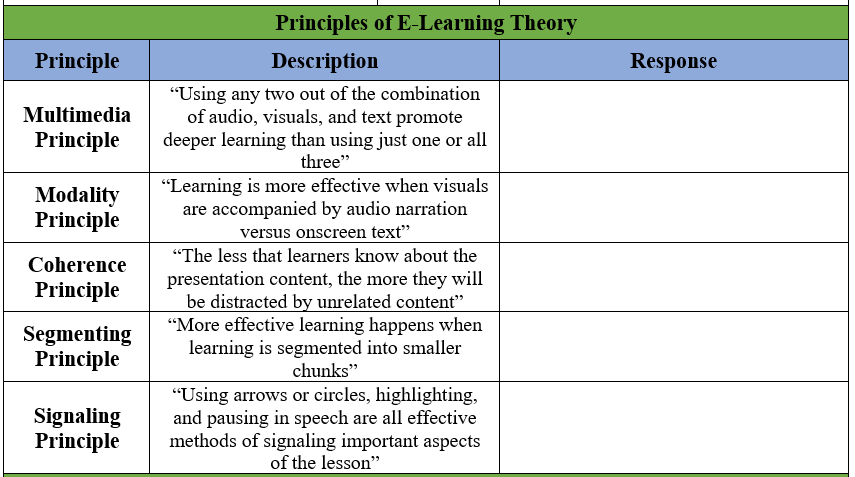 Principles of E-Learning Theory
Principle
Description
Response
Multimedia
Principle
“Using any two out of the combination
of audio, visuals, and text promote
deeper learning than using just one or all
three”
Modality
Principle
“Learning is more effective when visuals
are accompanied by audio narration
versus onscreen text”
Coherence
Principle
“The less that learners know about the
presentation content, the more they will
be distracted by unrelated content”
Segmenting
Principle
“More effective learning happens when
learning is segmented into smaller
chunks”
Signaling
Principle
“Using arrows or circles, highlighting,
and pausing in speech are all effective
methods of signaling important aspects
of the lesson”